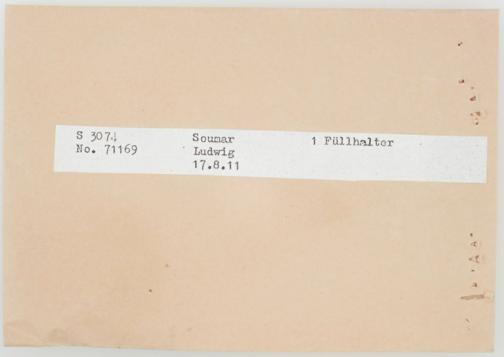 S 3074 Soumar 1 Füllhalter
No. 71169 Ludwig
17.8.11